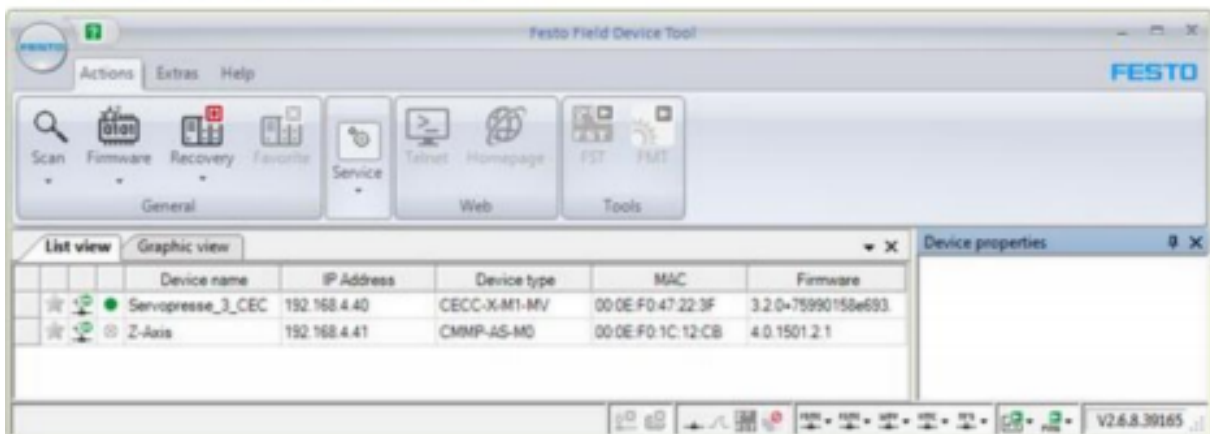 Festo Field Device Tool
FESTO
Actions Extras Help
FESTO
Scan Firmware Recovery Favorite Service Telnet Homepage FST FMT
General Web Tools
List view Graphic view
Device properties
Device name IP Address Device type MAC Firmware
Servopresse_3_CEC 192.168.4.40 CECC-X-M1-MV 00:0E:F0:47:22:3F 3.2.0+75990158e693.
Z-Axis 192.168.4.41 CMMP-AS-M0 00:0E:F0:1C:12:CB 4.0.1501.2.1
V2.6.8.39165